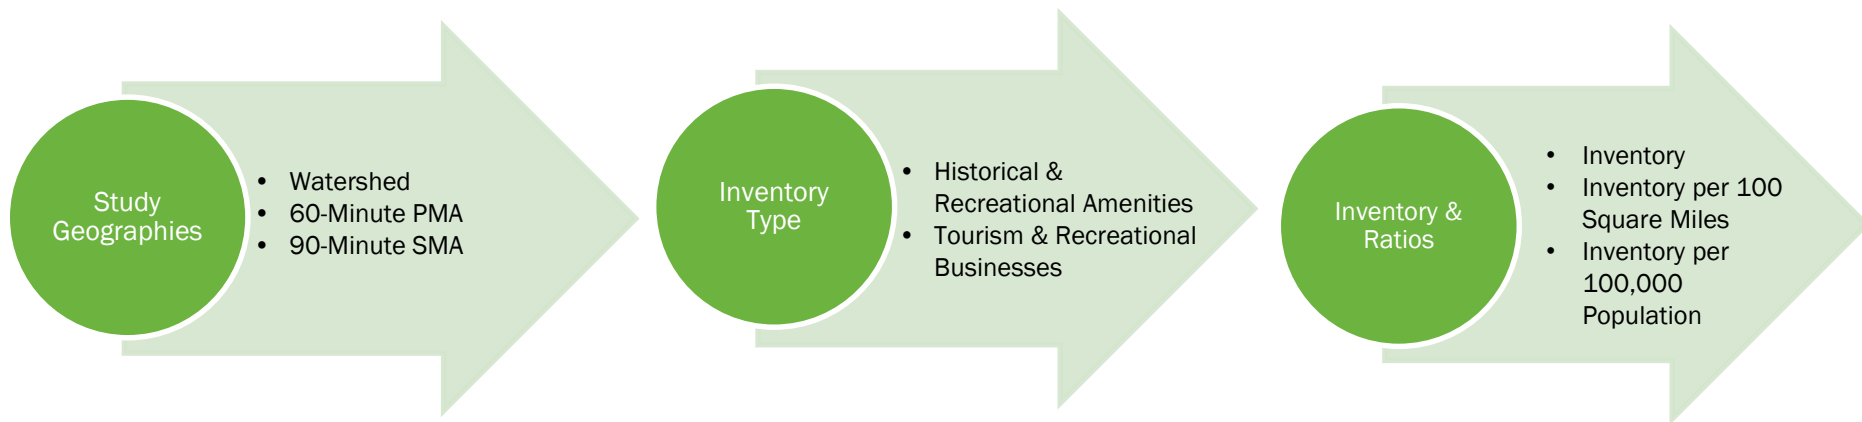 Study
Geographies
• Watershed
• 60-Minute PMA
• 90-Minute SMA
Inventory
Type
• Historical &
Recreational Amenities
• Tourism & Recreational
Businesses
Inventory &
Ratios
• Inventory
• Inventory per 100
Square Miles
• Inventory per
100,000
Population